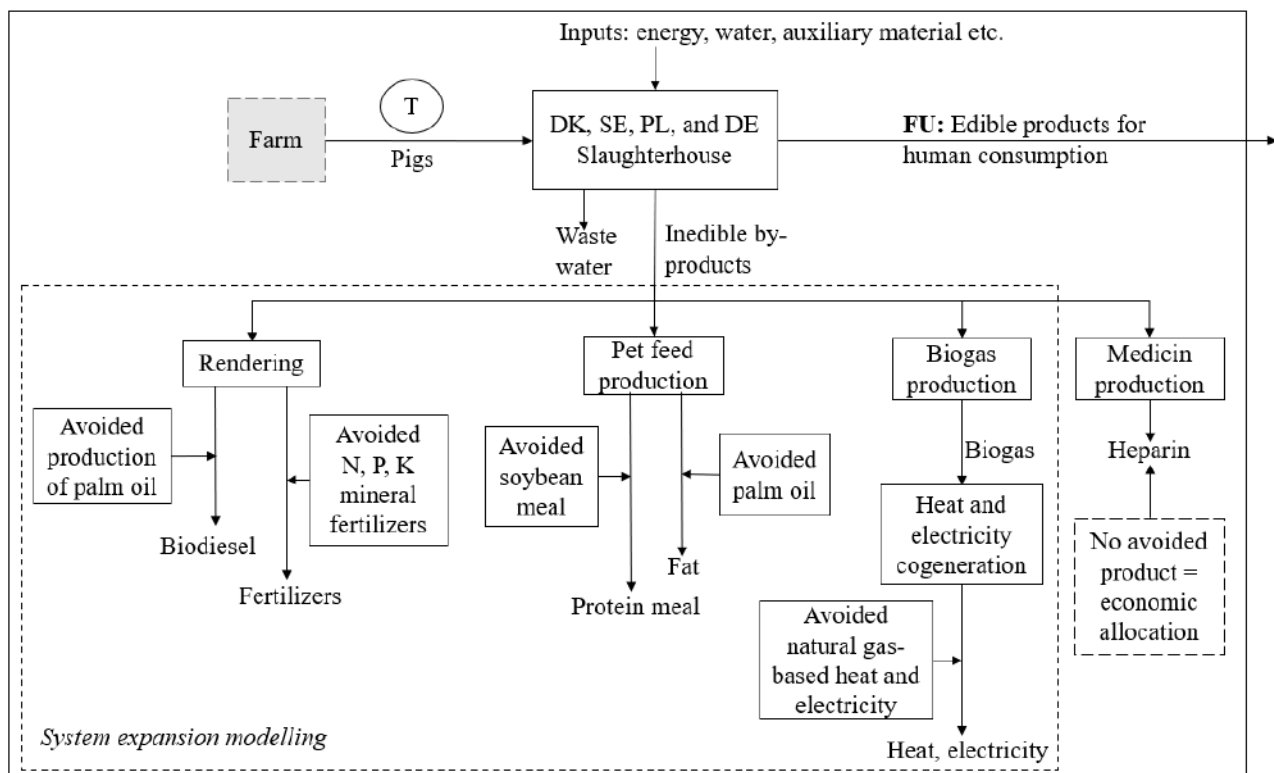 Inputs: energy, water, auxiliary material etc.
T
Farm
Pigs
DK, SE, PL, and DE
Slaughterhouse
FU: Edible products for
human consumption
Waste
water
Inedible by-
products
Rendering
Pet feed
production
Biogas
production
Medicin
production
Avoided
production
of palm oil
Avoided
N, P, K
mineral
fertilizers
Avoided
soybean
meal
Avoided
palm oil
Biogas
Heparin
Heat and
electricity
cogeneration
No avoided
product =
economic
allocation
Biodiesel
Fertilizers
Fat
Protein meal
Avoided
natural gas-
based heat and
electricity
System expansion modelling
Heat, electricity